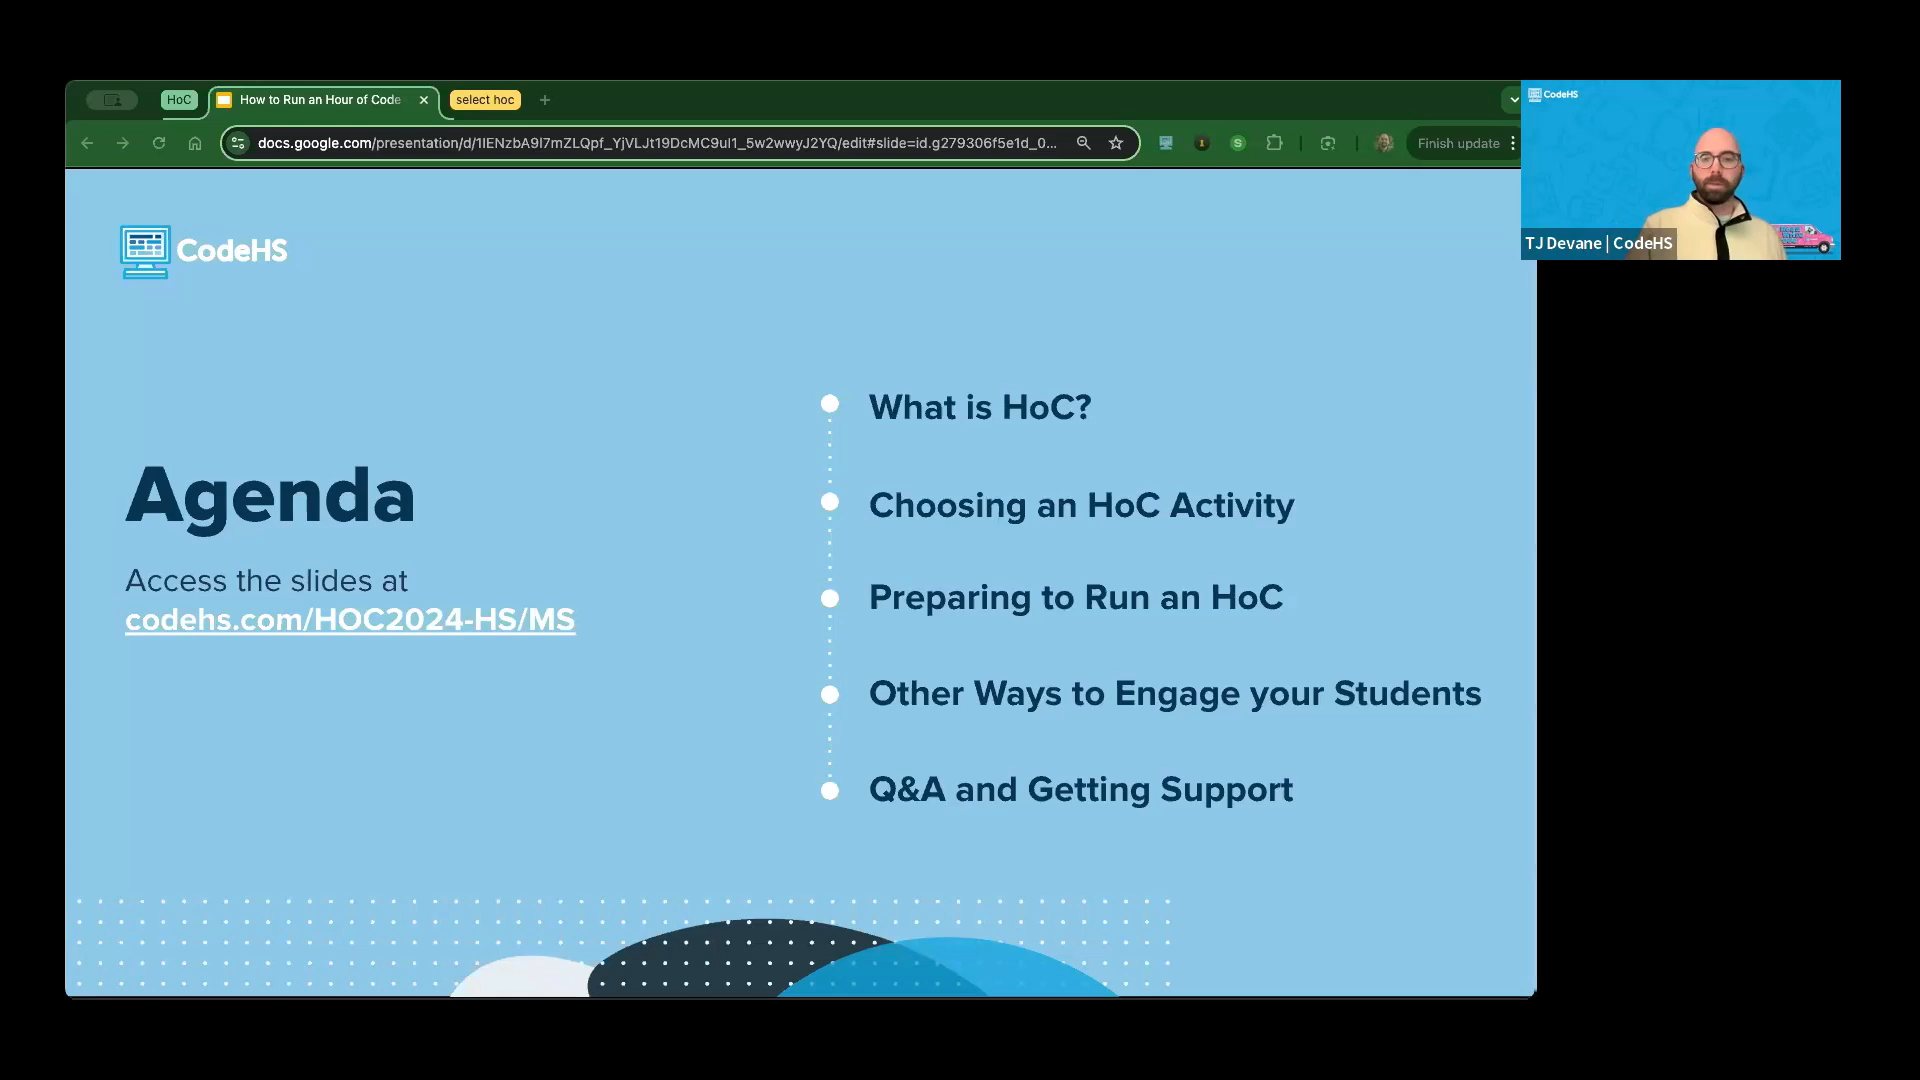 HoC
How to Run an Hour of Code
select hoc
docs.google.com/presentation/d/1IENzbA9I7mZLQpf_YjVLJt19DcMC9uI1_5w2wwyJ2YQ/edit#slide=id.g279306f5e1d_0...
Finish update
CodeHS
TJ Devane | CodeHS
CodeHS
Agenda
Access the slides at
codehs.com/HOC2024-HS/MS
What is HoC?
Choosing an HoC Activity
Preparing to Run an HoC
Other Ways to Engage your Students
Q&A and Getting Support